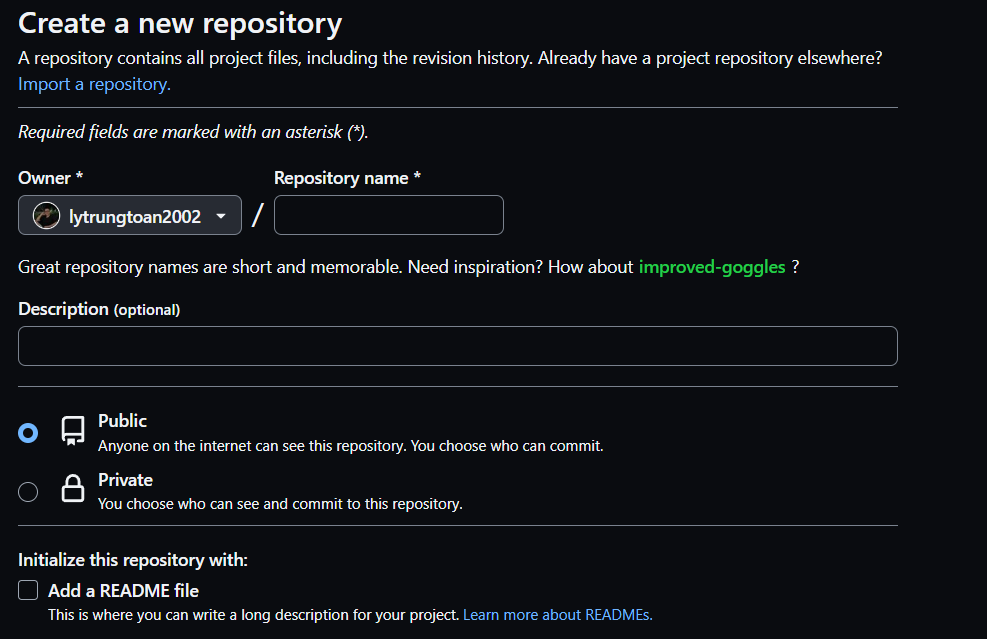 Create a new repository
A repository contains all project files, including the revision history. Already have a project repository elsewhere?
Import a repository.
Required fields are marked with an asterisk (*).
Owner * Repository name *
lytrungtoan2002 /
Great repository names are short and memorable. Need inspiration? How about improved-goggles ?
Description (optional)
Public
Anyone on the internet can see this repository. You choose who can commit.
Private
You choose who can see and commit to this repository.
Initialize this repository with:
Add a README file
This is where you can write a long description for your project. Learn more about READMEs.